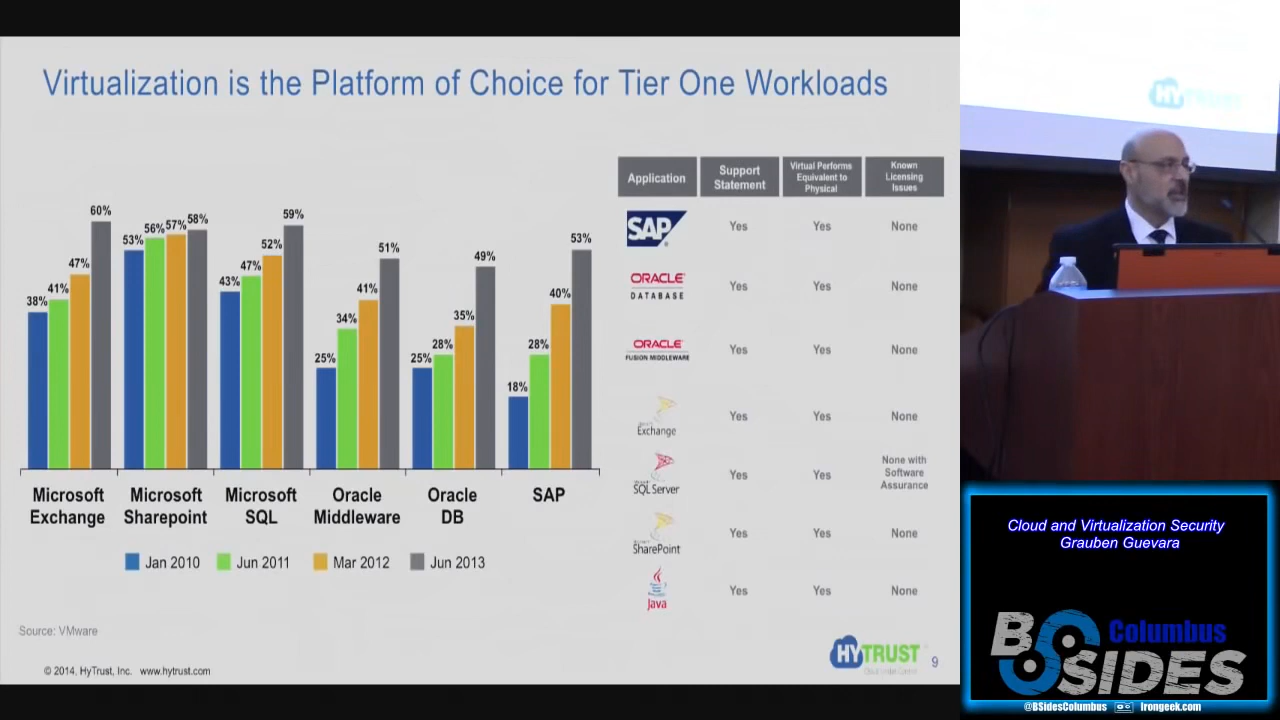 Virtualization is the Platform of Choice for Tier One Workloads
38%
41%
47%
60%
53%
56%
57%
58%
43%
47%
52%
59%
25%
34%
41%
51%
25%
28%
35%
49%
18%
28%
40%
53%
Microsoft
Exchange
Microsoft
Sharepoint
Microsoft
SQL
Oracle
Middleware
Oracle
DB
SAP
Jan 2010
Jun 2011
Mar 2012
Jun 2013
Application
Support
Statement
Virtual Performs
Equivalent to
Physical
Known
Licensing
Issues
SAP
Yes
Yes
None
ORACLE
DATABASE
Yes
Yes
None
ORACLE
FUSION MIDDLEWARE
Yes
Yes
None
Exchange
Yes
Yes
None
SQL Server
Yes
Yes
None with
Software
Assurance
SharePoint
Yes
Yes
None
Java
Yes
Yes
None
Source: VMware
© 2014, HyTrust, Inc. www.hytrust.com
HYTRUST
Cloud Under Control
9
HYTRUST
Cloud and Virtualization Security
Grauben Guevara
BSIDES
Columbus
@BSidesColumbus
Irongeek.com